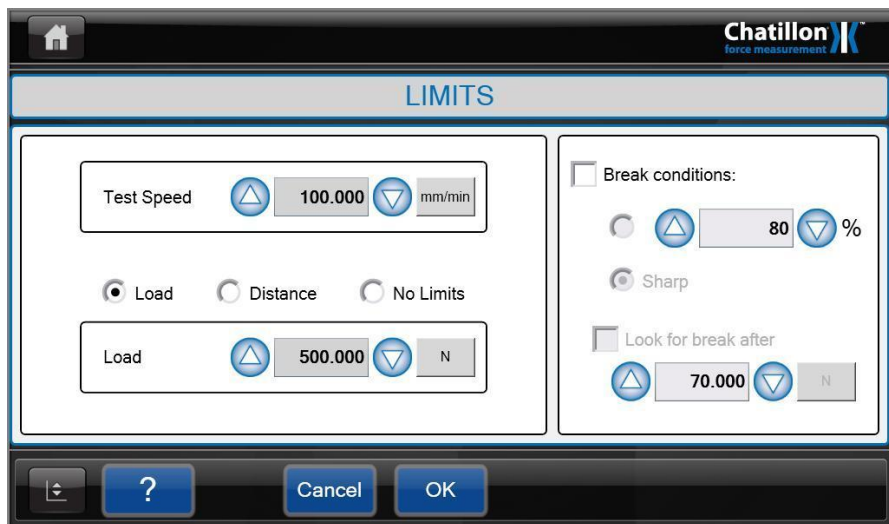 Chatillon™
force measurement
LIMITS
Test Speed 100.000 mm/min
Load Distance No Limits
Load 500.000 N
Break conditions:
80 %
Sharp
Look for break after
70.000 N
? Cancel OK